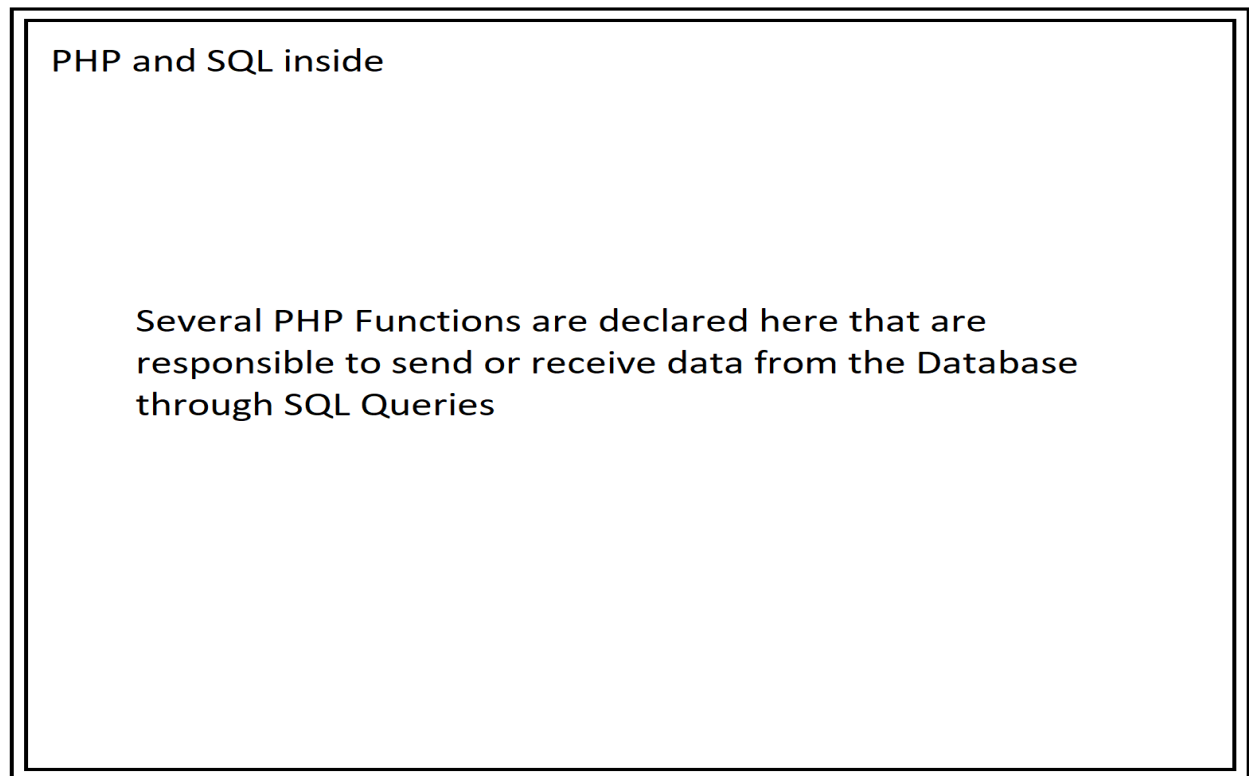 PHP and SQL inside
Several PHP Functions are declared here that are
responsible to send or receive data from the Database
through SQL Queries